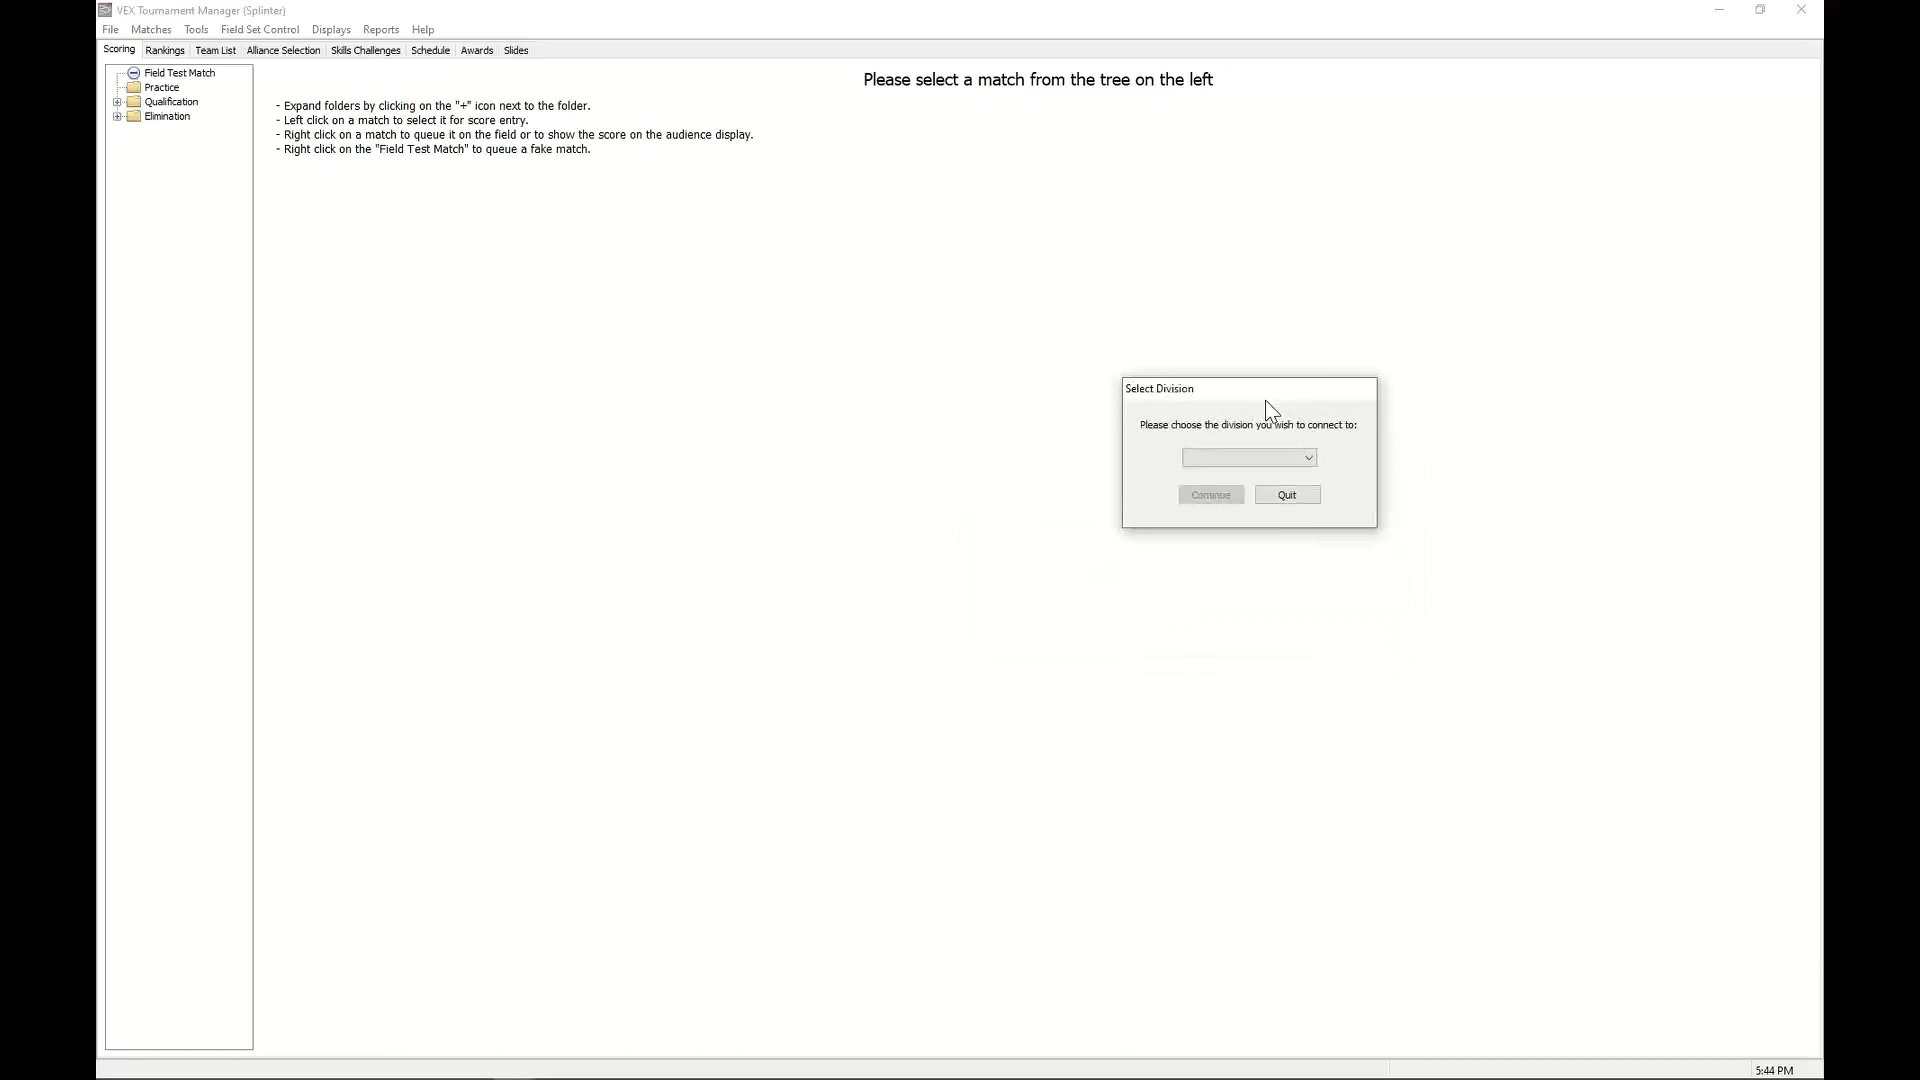 VEX Tournament Manager (Splinter)
File Matches Tools Field Set Control Displays Reports Help
Scoring Rankings Team List Alliance Selection Skills Challenges Schedule Awards Slides
Field Test Match
Practice
Qualification
Elimination
Please select a match from the tree on the left
- Expand folders by clicking on the "+" icon next to the folder.
- Left click on a match to select it for score entry.
- Right click on a match to queue it on the field or to show the score on the audience display.
- Right click on the "Field Test Match" to queue a fake match.
Select Division
Please choose the division you wish to connect to:
Continue Quit
5:44 PM